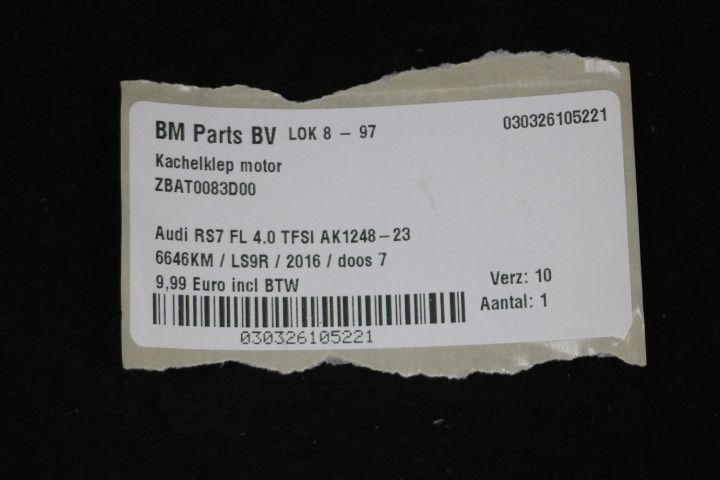 BM Parts BV LOK 8 - 97 030326105221
Kachelklep motor
ZBAT0083D00
Audi RS7 FL 4.0 TFSI AK1248-23
6646KM / LS9R / 2016 / doos 7
9,99 Euro incl BTW
Verz: 10
Aantal: 1
030326105221